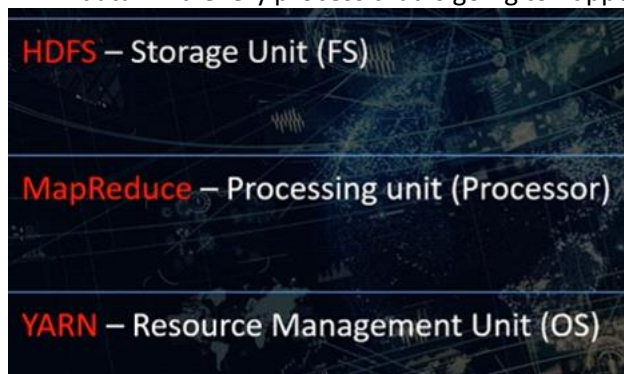 HDFS – Storage Unit (FS)
MapReduce – Processing unit (Processor)
YARN – Resource Management Unit (OS)